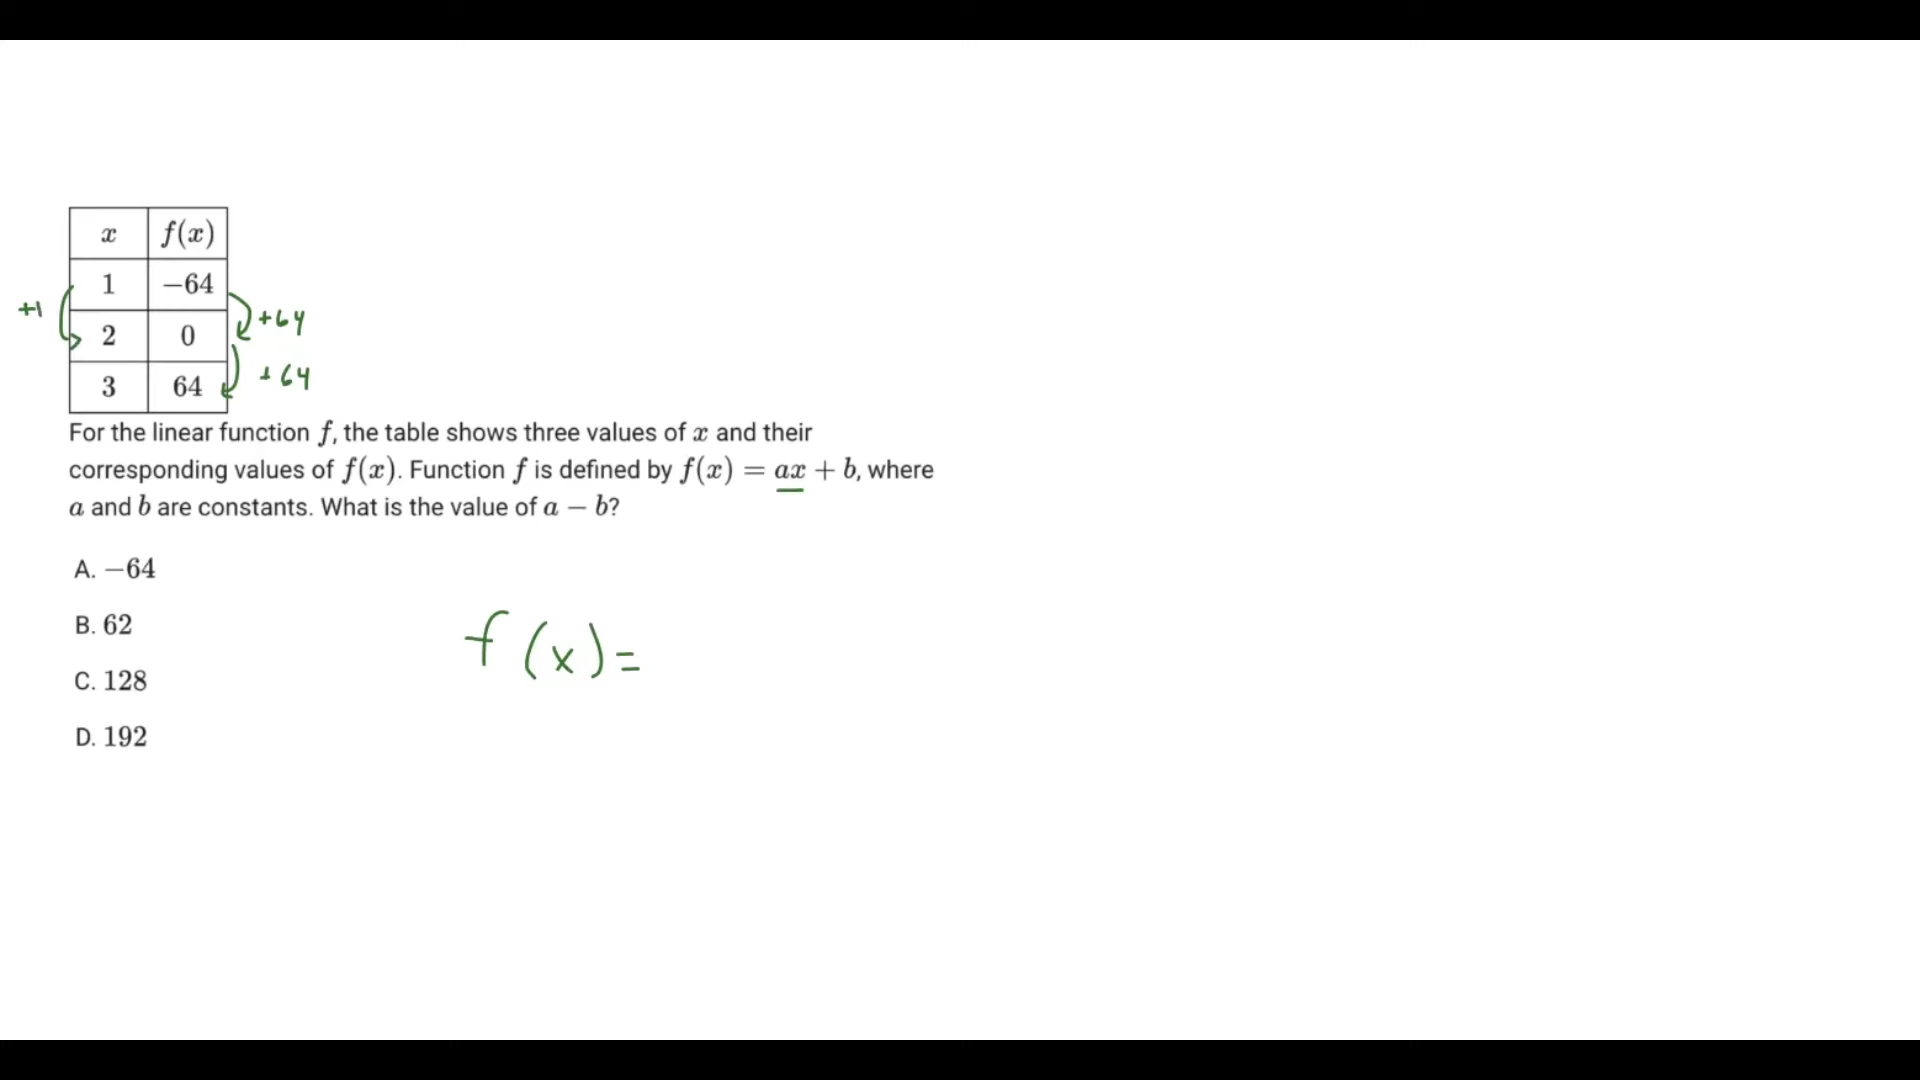 x f(x)
1 −64
+1 +64
2 0
+64
3 64
For the linear function f, the table shows three values of x and their
corresponding values of f(x). Function f is defined by f(x) = ax + b, where
a and b are constants. What is the value of a − b?
A. −64
B. 62
f(x)=
C. 128
D. 192